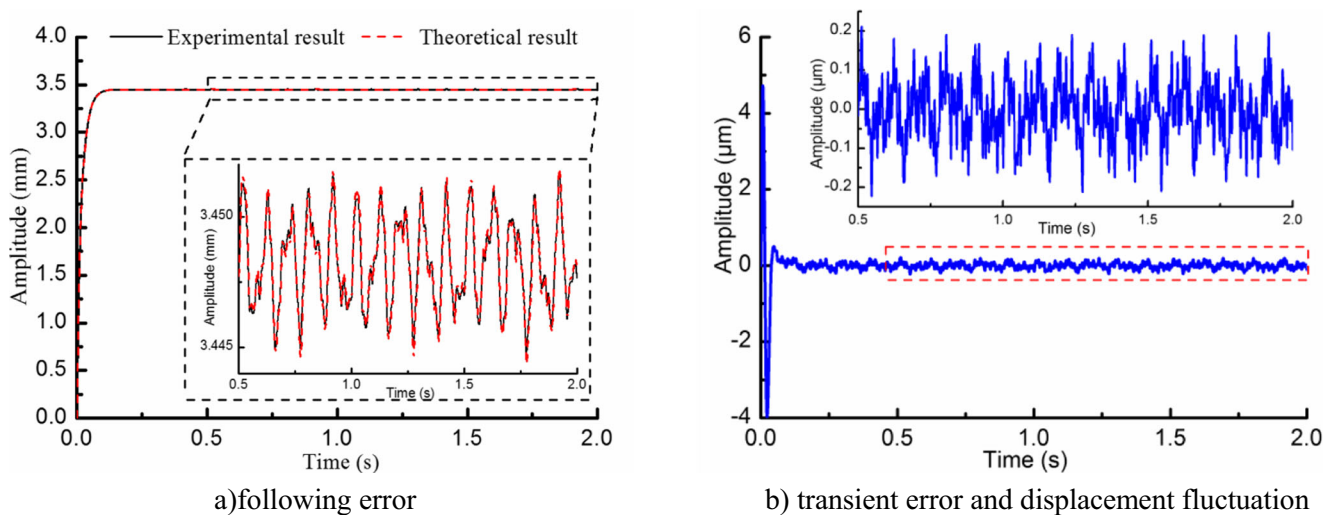 4.0
Experimental result
Theoretical result
3.5
3.0
2.5
2.0
1.5
1.0
0.5
0.0
Amplitude (mm)
3.450
3.445
Amplitude (mm)
0.5 1.0 1.5 2.0
Time (s)
0.0 0.5 1.0 1.5 2.0
Time (s)
a)following error
6
4
2
0
-2
-4
Amplitude (µm)
0.2
0.1
0.0
-0.1
-0.2
Amplitude (µm)
0.5 1.0 1.5 2.0
Time (s)
0.0 0.5 1.0 1.5 2.0
Time (s)
b) transient error and displacement fluctuation